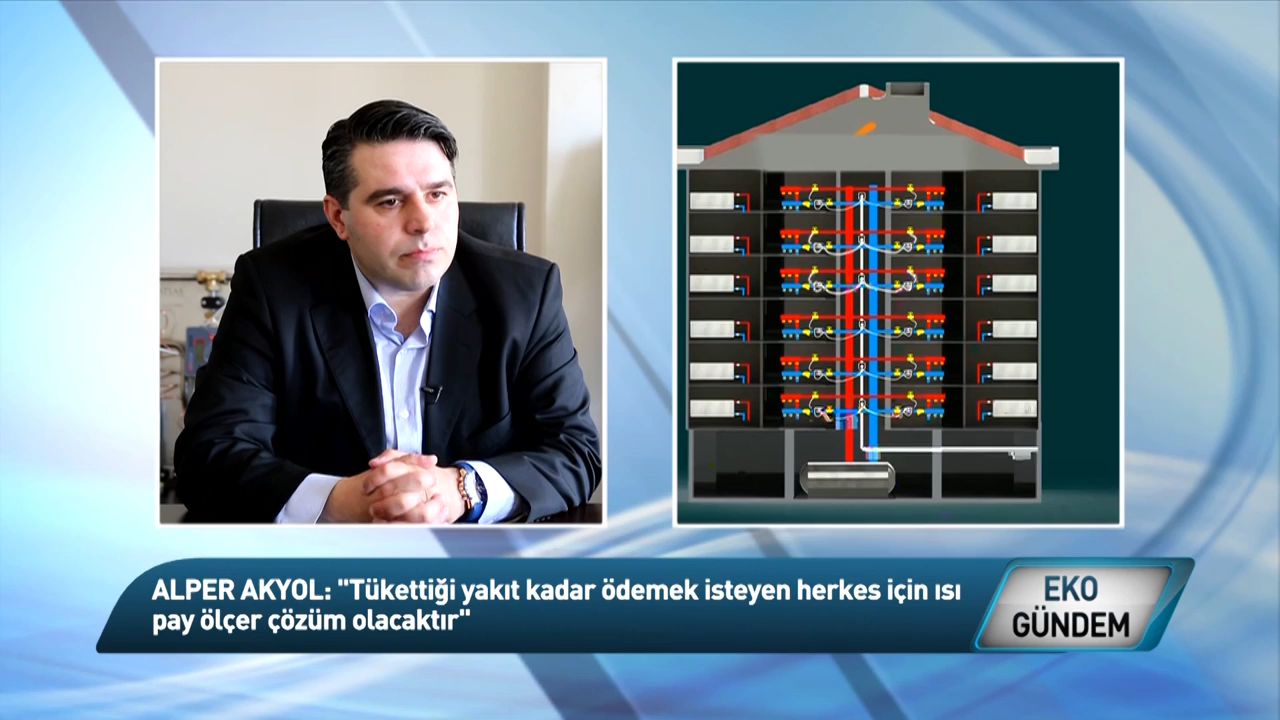 ALPER AKYOL: "Tükettiği yakıt kadar ödemek isteyen herkes için ısı
pay ölçer çözüm olacaktır"
EKO
GÜNDEM